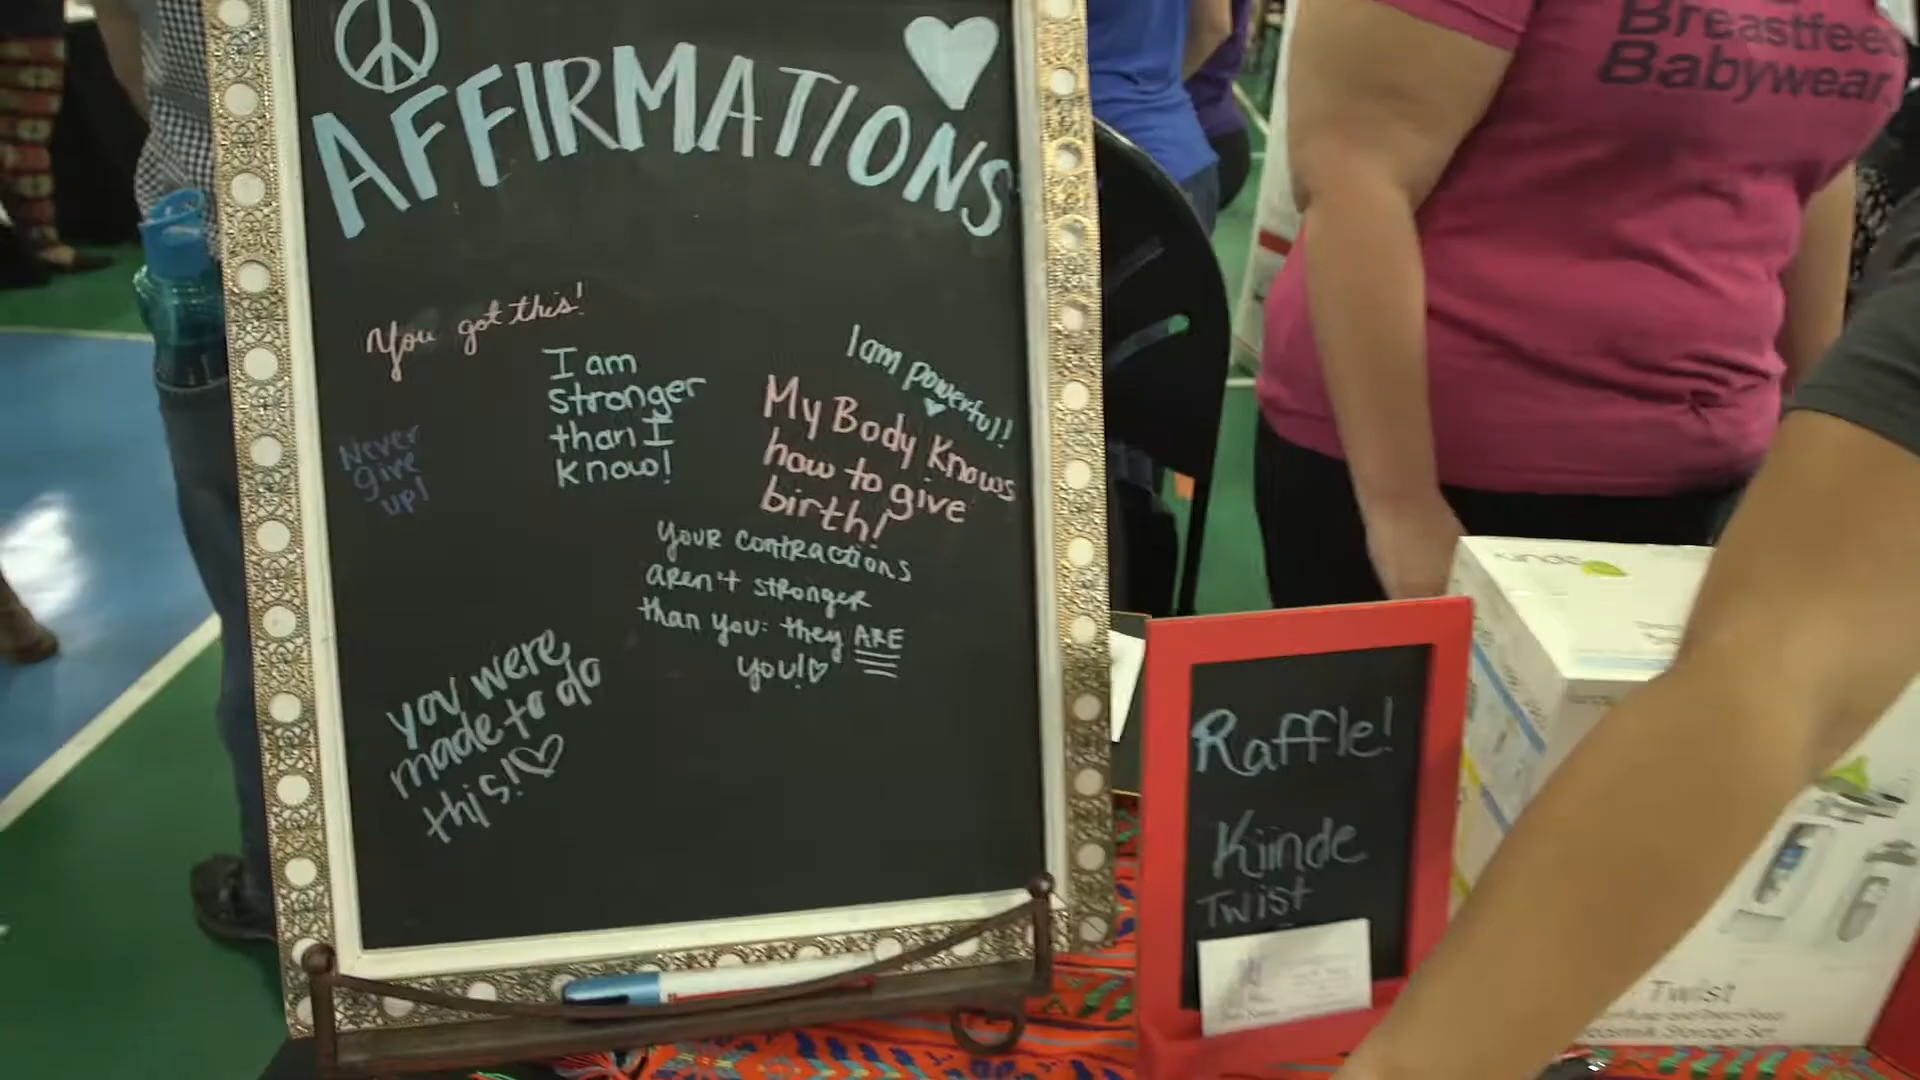 AFFIRMATIONS
You got this!
I am
stronger
than I
know!
I am powerful!
My Body Knows
how to give
birth!
Never
give
up!
YOUR CONTRACTIONS
AREN'T STRONGER
than you: they ARE
you!
you were
made to do
this!
Breastfeed
Babywear
Raffle!
Kiinde
Twist
kiinde
Twist